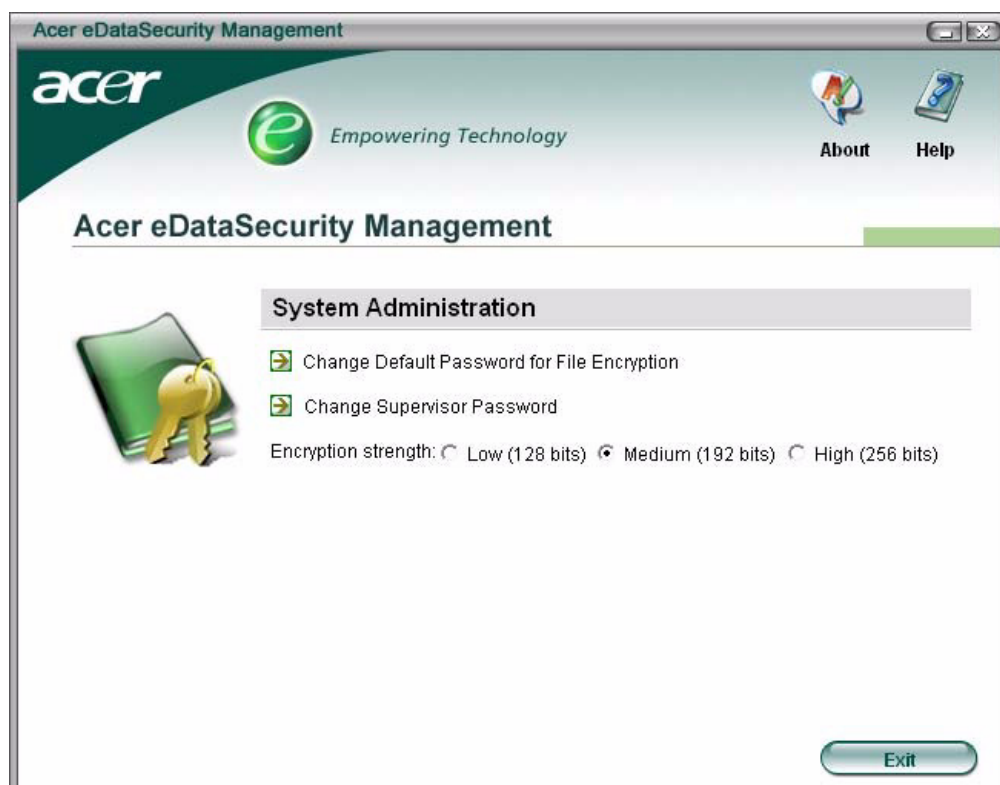 Acer eDataSecurity Management
acer
e Empowering Technology
About Help
Acer eDataSecurity Management
System Administration
Change Default Password for File Encryption
Change Supervisor Password
Encryption strength: Low (128 bits) Medium (192 bits) High (256 bits)
Exit